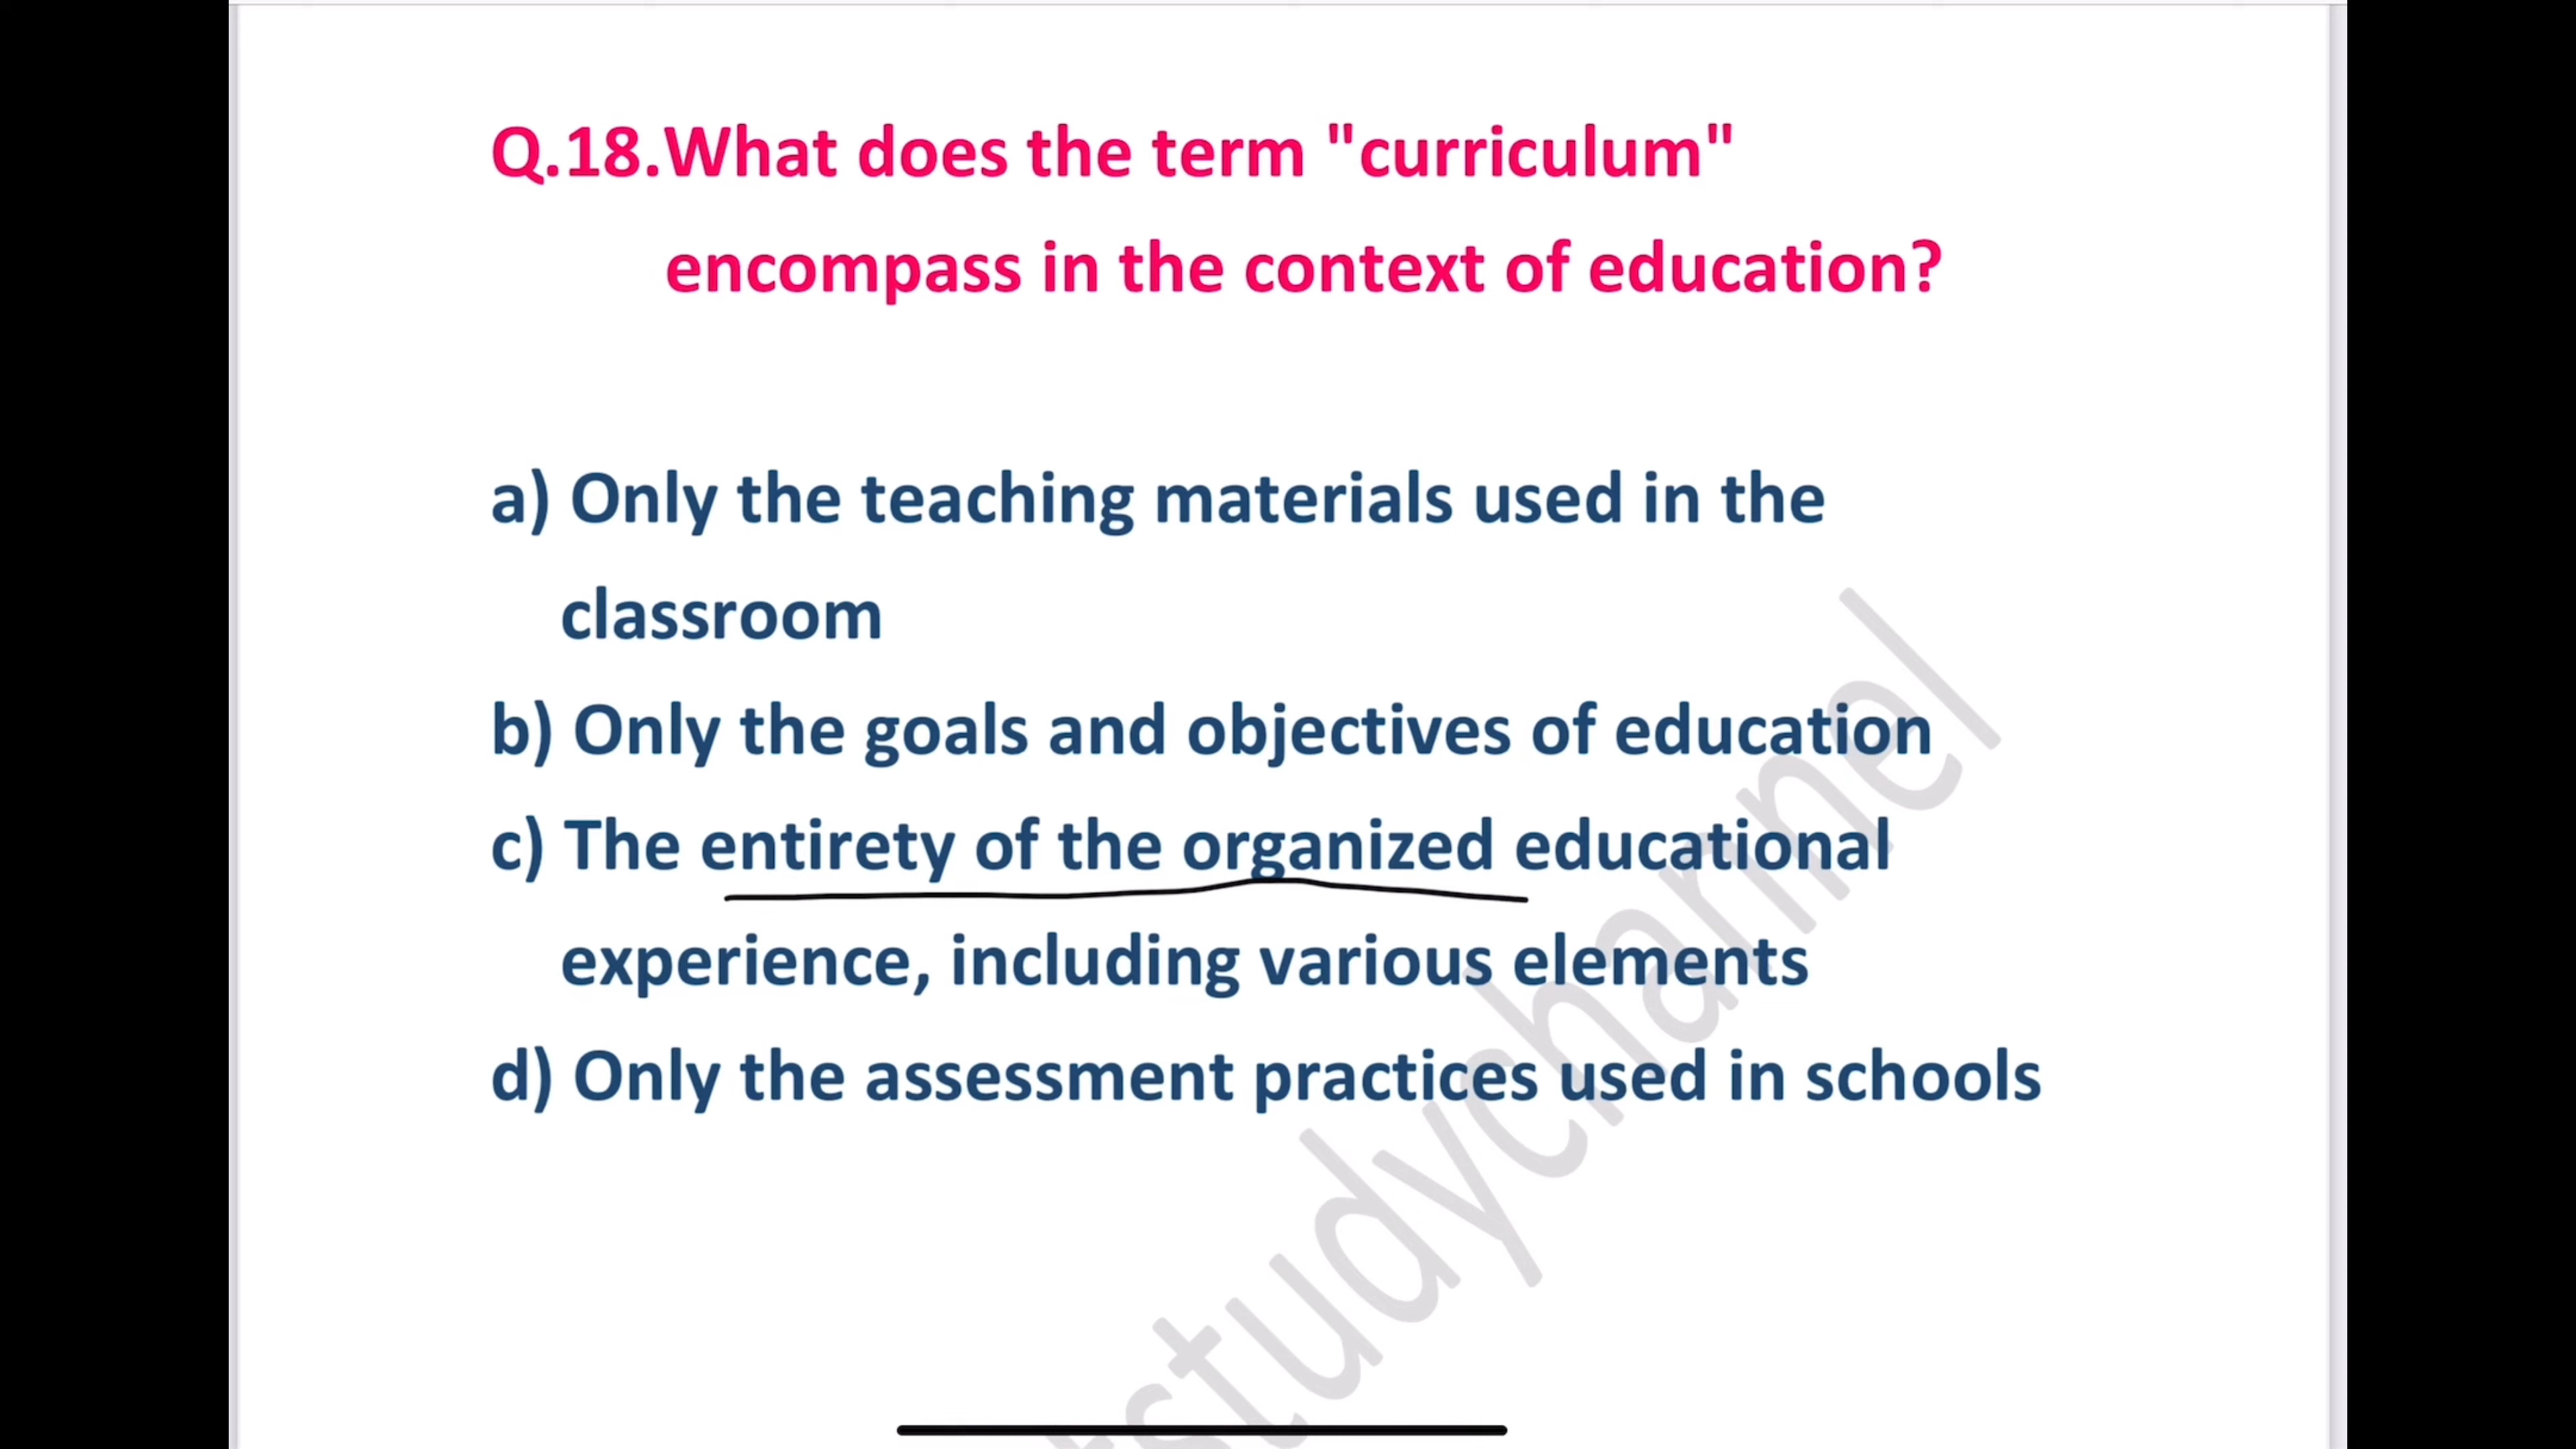 Q.18.What does the term "curriculum"
encompass in the context of education?
a) Only the teaching materials used in the
classroom
b) Only the goals and objectives of education
c) The entirety of the organized educational
experience, including various elements
d) Only the assessment practices used in schools
studychannel